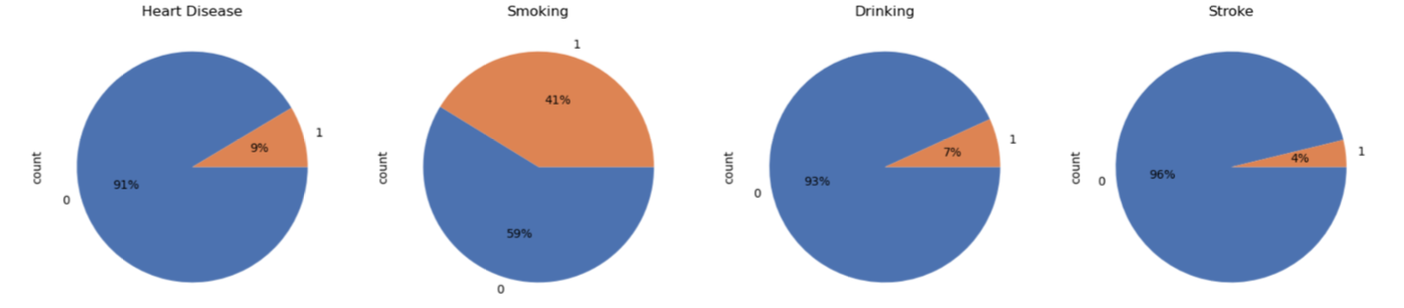 Heart Disease
1
9%
91%
0
count
Smoking
1
41%
59%
0
count
Drinking
1
7%
93%
0
count
Stroke
1
4%
96%
0
count